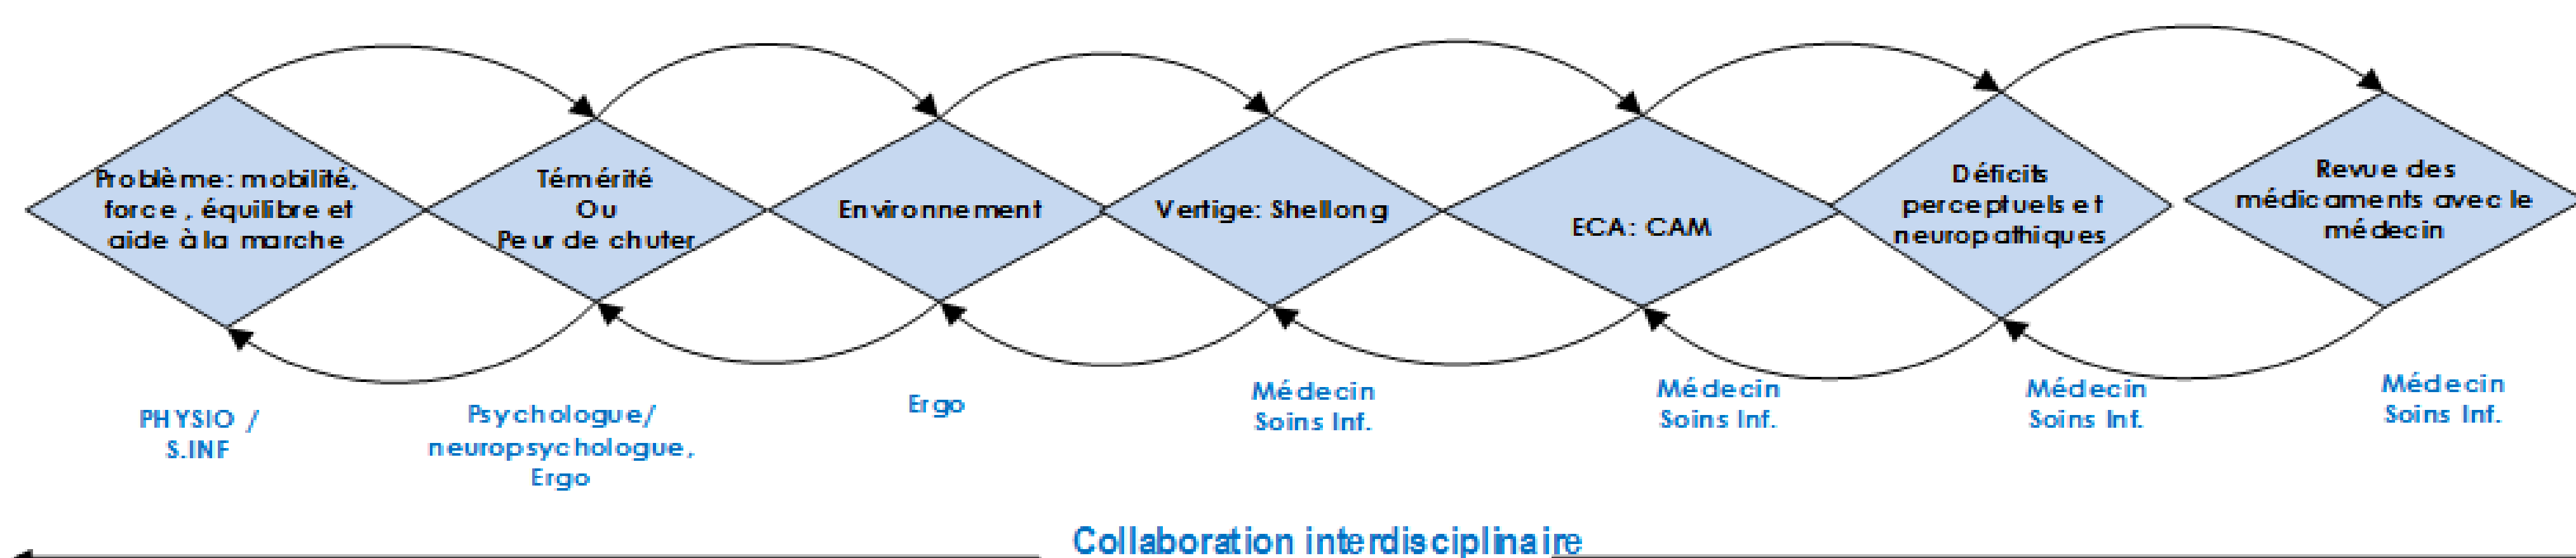 Problème: mobilité,
force , équilibre et
aide à la marche
Témérité
Ou
Peur de chuter
Environnement
Vertige: Shellong
ECA: CAM
Déficits
perceptuels et
neuropathiques
Revue des
médicaments avec le
médecin
PHYSIO /
S.INF
Psychologue/
neuropsychologue,
Ergo
Ergo
Médecin
Soins Inf.
Médecin
Soins Inf.
Médecin
Soins Inf.
Médecin
Soins Inf.
Collaboration interdisciplinaire